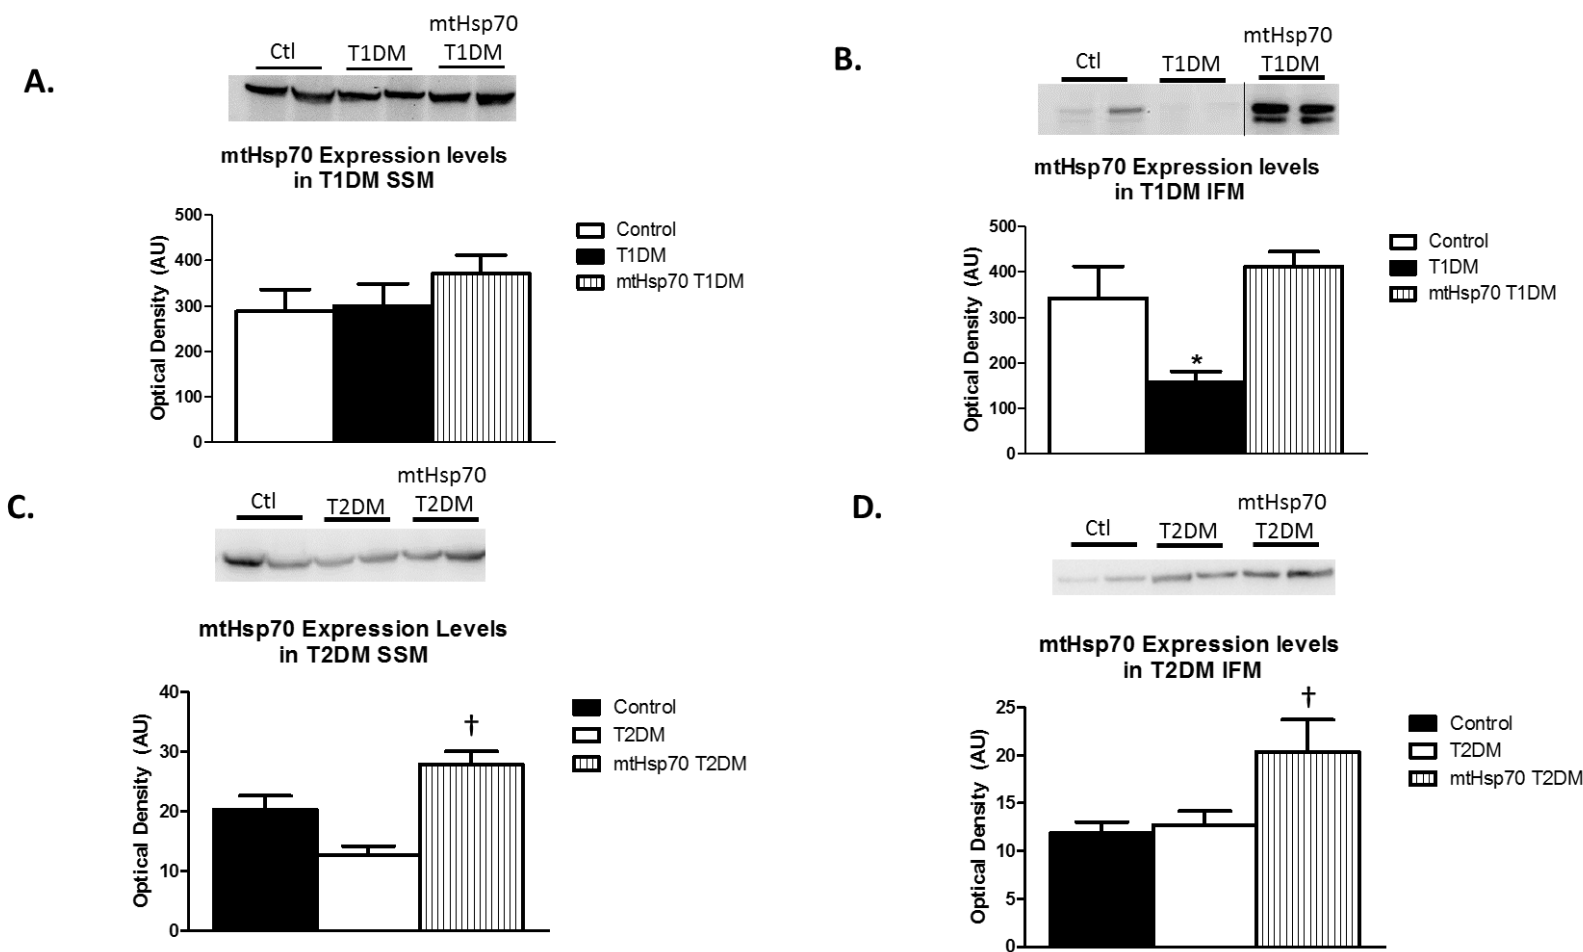 A.
Ctl
T1DM
mtHsp70
T1DM
mtHsp70 Expression levels
in T1DM SSM
Optical Density (AU)
500
400
300
200
100
0
Control
T1DM
mtHsp70 T1DM
B.
Ctl
T1DM
mtHsp70
T1DM
mtHsp70 Expression levels
in T1DM IFM
Optical Density (AU)
500
400
300
200
100
0
*
Control
T1DM
mtHsp70 T1DM
C.
Ctl
T2DM
mtHsp70
T2DM
mtHsp70 Expression Levels
in T2DM SSM
Optical Density (AU)
40
30
20
10
0
†
Control
T2DM
mtHsp70 T2DM
D.
Ctl
T2DM
mtHsp70
T2DM
mtHsp70 Expression levels
in T2DM IFM
Optical Density (AU)
25
20
15
10
5
0
†
Control
T2DM
mtHsp70 T2DM